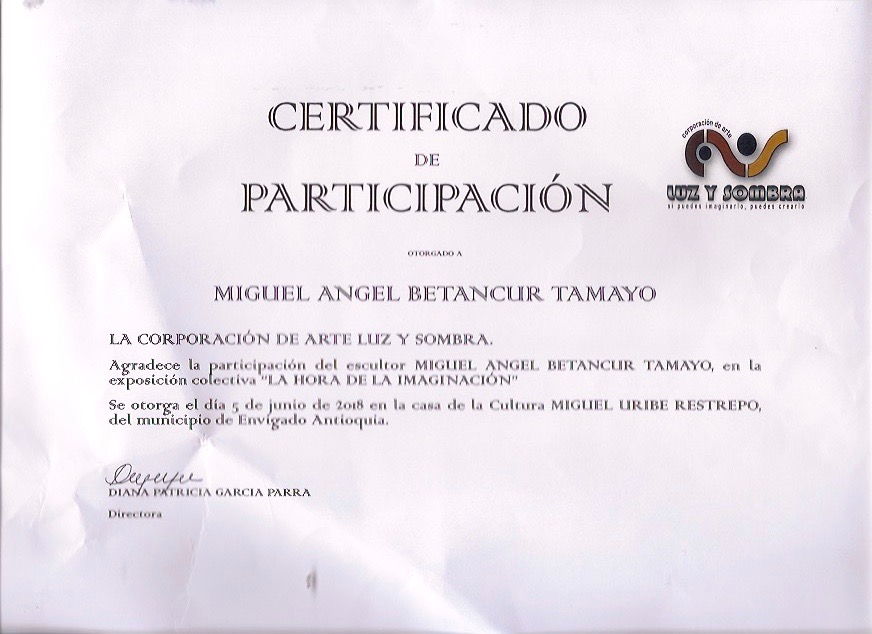 CERTIFICADO
DE
PARTICIPACIÓN
corporación de arte
LUZ Y SOMBRA
si puedes imaginarlo, puedes crearlo
OTORGADO A
MIGUEL ANGEL BETANCUR TAMAYO
LA CORPORACIÓN DE ARTE LUZ Y SOMBRA.
Agradece la participación del escultor MIGUEL ANGEL BETANCUR TAMAYO, en la
exposición colectiva "LA HORA DE LA IMAGINACIÓN"
Se otorga el día 5 de junio de 2018 en la casa de la Cultura MIGUEL URIBE RESTREPO,
del municipio de Envigado Antioquia.
DIANA PATRICIA GARCIA PARRA
Directora